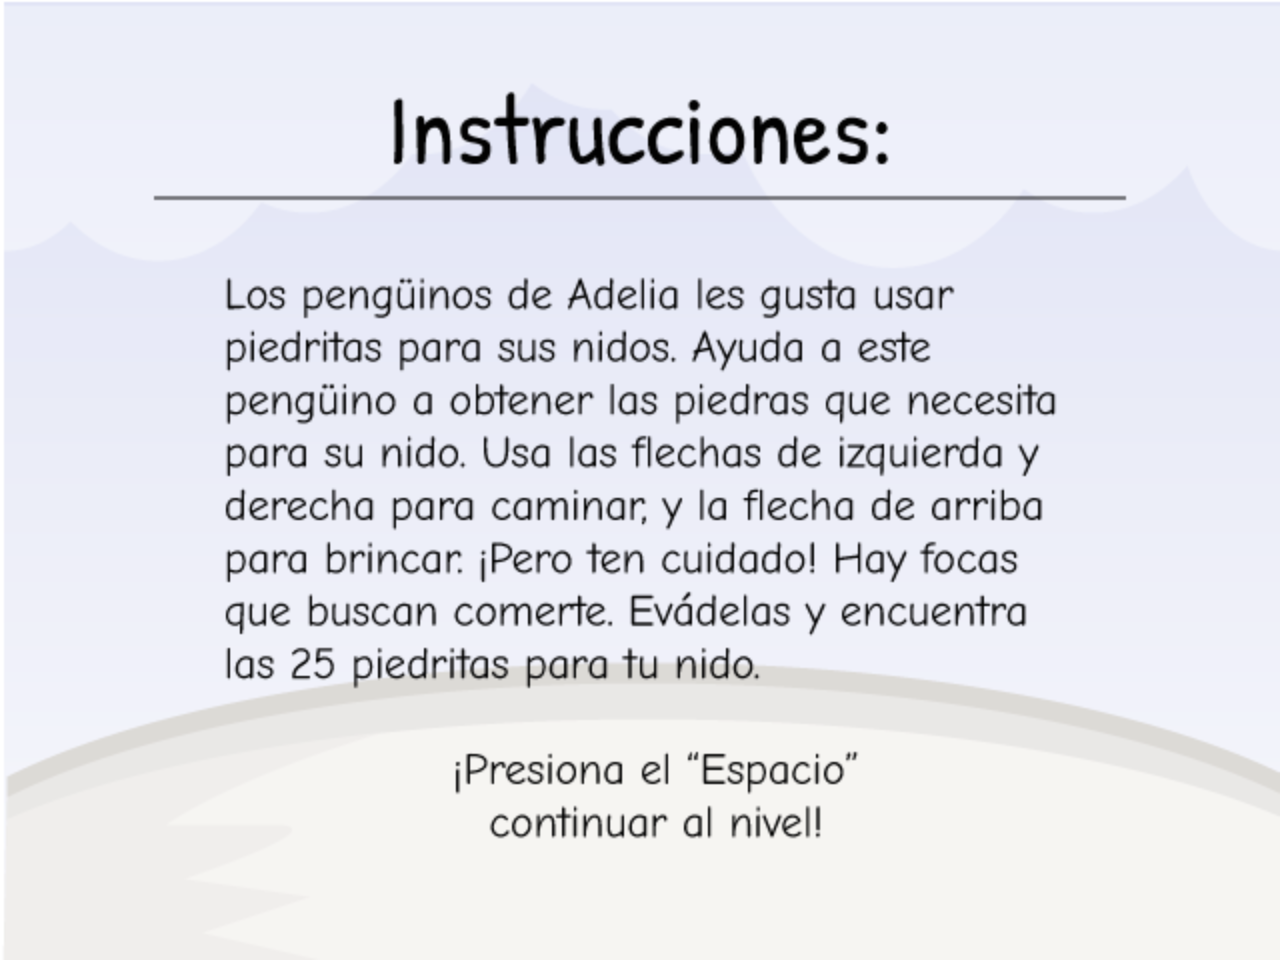 Instrucciones:
Los pengüinos de Adelia les gusta usar
piedritas para sus nidos. Ayuda a este
pengüino a obtener las piedras que necesita
para su nido. Usa las flechas de izquierda y
derecha para caminar, y la flecha de arriba
para brincar. ¡Pero ten cuidado! Hay focas
que buscan comerte. Evádelas y encuentra
las 25 piedritas para tu nido.
¡Presiona el “Espacio”
continuar al nivel!